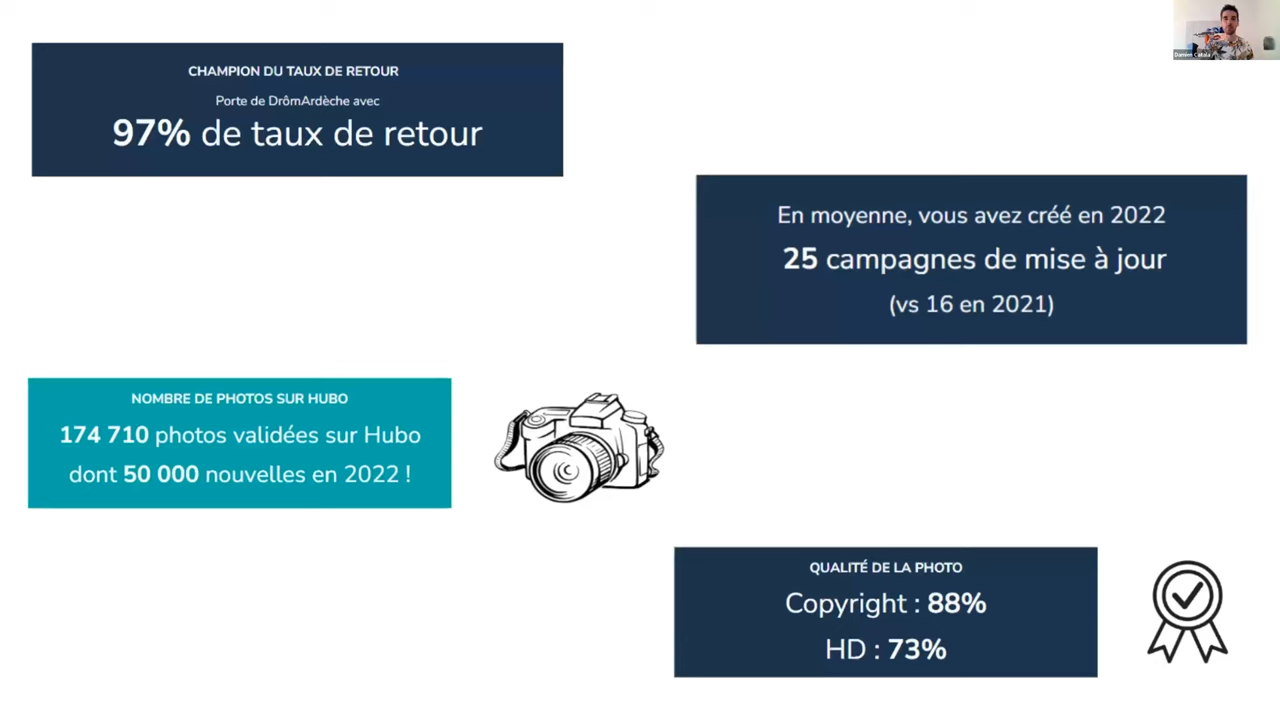 CHAMPION DU TAUX DE RETOUR
Porte de DrômArdèche avec
97% de taux de retour
En moyenne, vous avez créé en 2022
25 campagnes de mise à jour
(vs 16 en 2021)
NOMBRE DE PHOTOS SUR HUBO
174 710 photos validées sur Hubo
dont 50 000 nouvelles en 2022 !
QUALITÉ DE LA PHOTO
Copyright : 88%
HD : 73%
Damien Catala